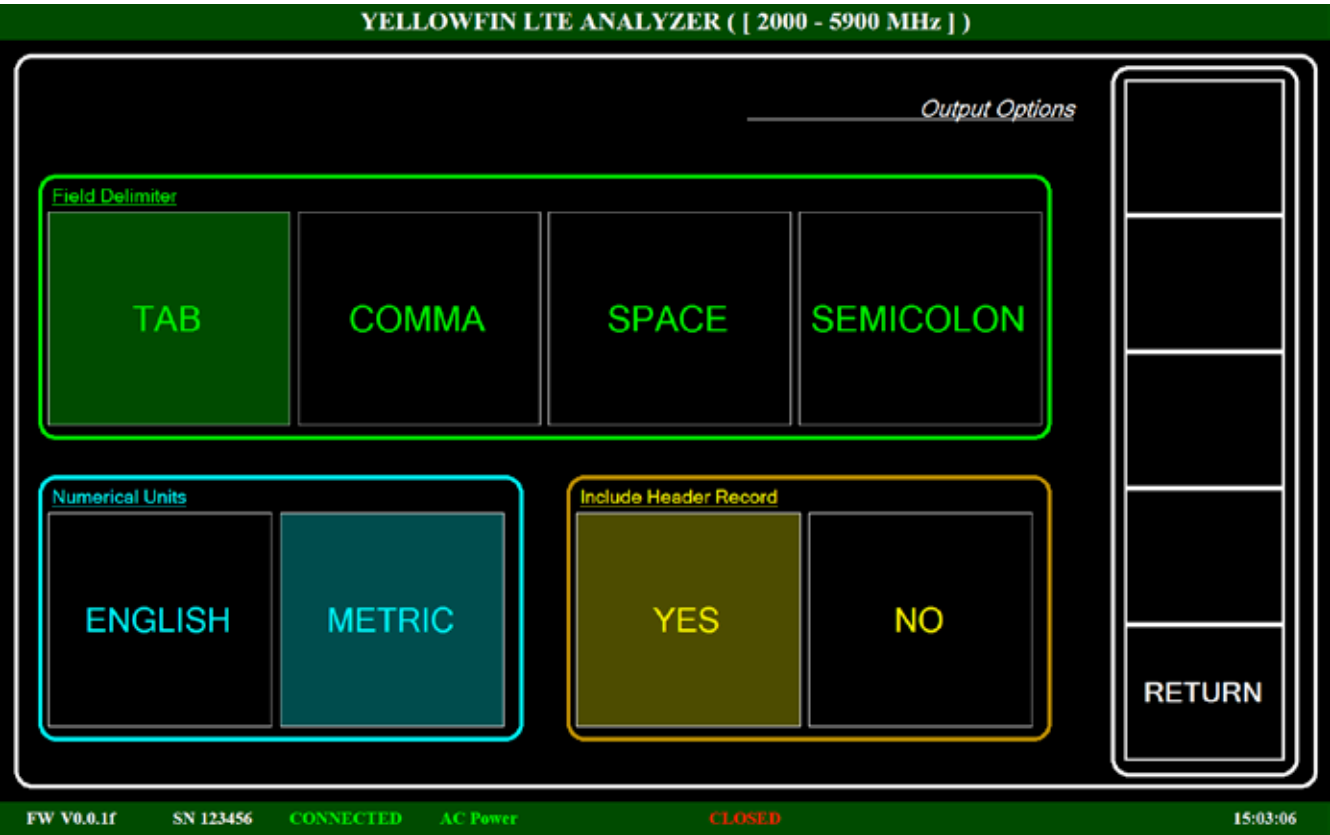 YELLOWFIN LTE ANALYZER ( [ 2000 - 5900 MHz ] )
Output Options
Field Delimiter
TAB COMMA SPACE SEMICOLON
Numerical Units
ENGLISH METRIC
Include Header Record
YES NO
RETURN
FW V0.0.1f SN 123456 CONNECTED AC Power CLOSED 15:03:06